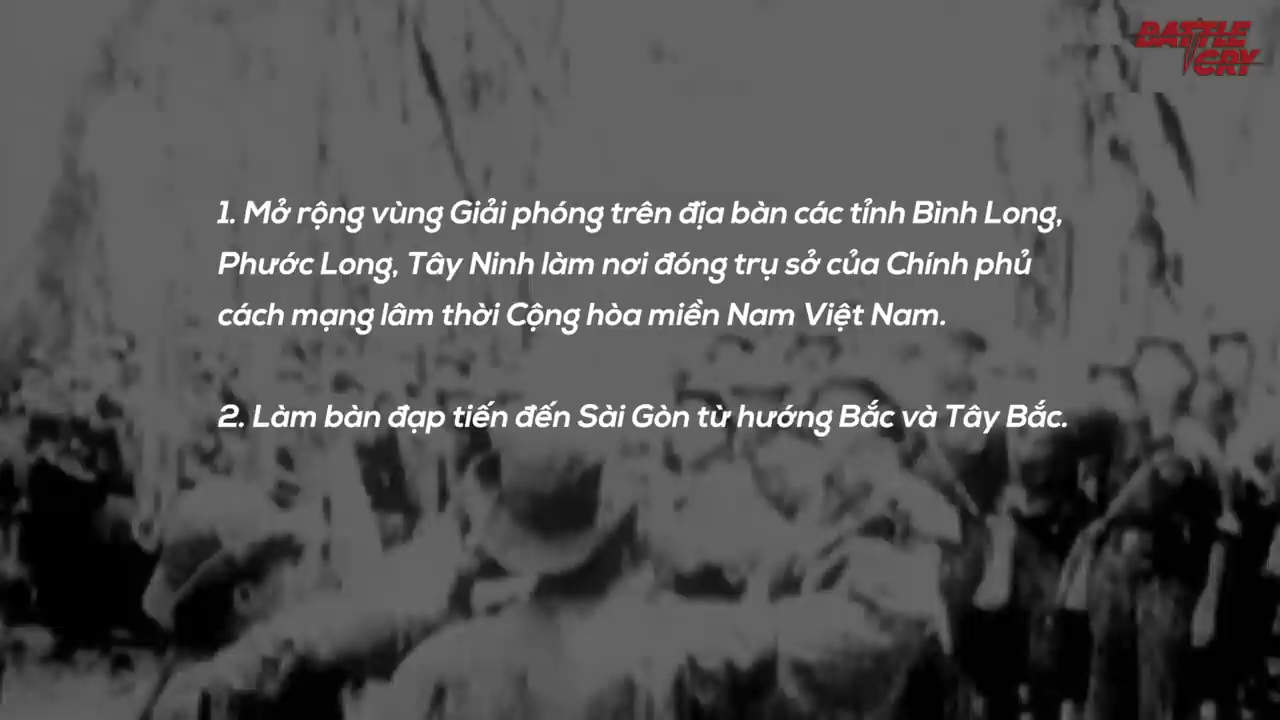 BATTLE
CRY
1. Mở rộng vùng Giải phóng trên địa bàn các tỉnh Bình Long,
Phước Long, Tây Ninh làm nơi đóng trụ sở của Chính phủ
cách mạng lâm thời Cộng hòa miền Nam Việt Nam.
2. Làm bàn đạp tiến đến Sài Gòn từ hướng Bắc và Tây Bắc.